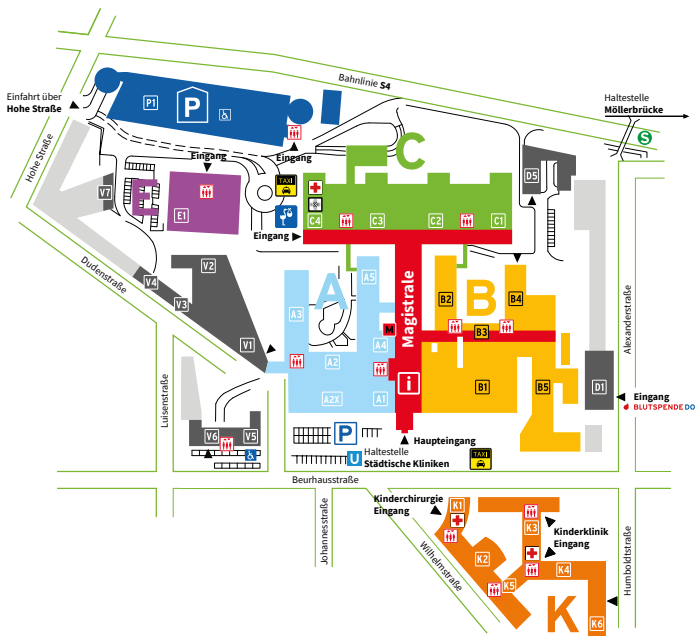 Bahnlinie S4
Einfahrt über
Hohe Straße
Haltestelle
Möllerbrücke
S
P1
P
Hohe Straße
Eingang
Eingang
TAXI
C
D5
V7
E
E1
C4
C3
C2
C1
Eingang
Dudenstraße
V4
V3
V2
V1
A
A5
A3
A4
A2
A2X
A1
M
Magistrale
i
B
B2
B4
B3
B1
B5
D1
Alexanderstraße
Eingang
BLUTSPENDEDO
Luisenstraße
V6
V5
P
U
Haltestelle
Städtische Kliniken
Haupteingang
TAXI
Beurhausstraße
Johannesstraße
Wilhelmstraße
Humboldtstraße
Kinderchirurgie
Eingang
K1
K3
Kinderklinik
Eingang
K2
K5
K4
K
K6